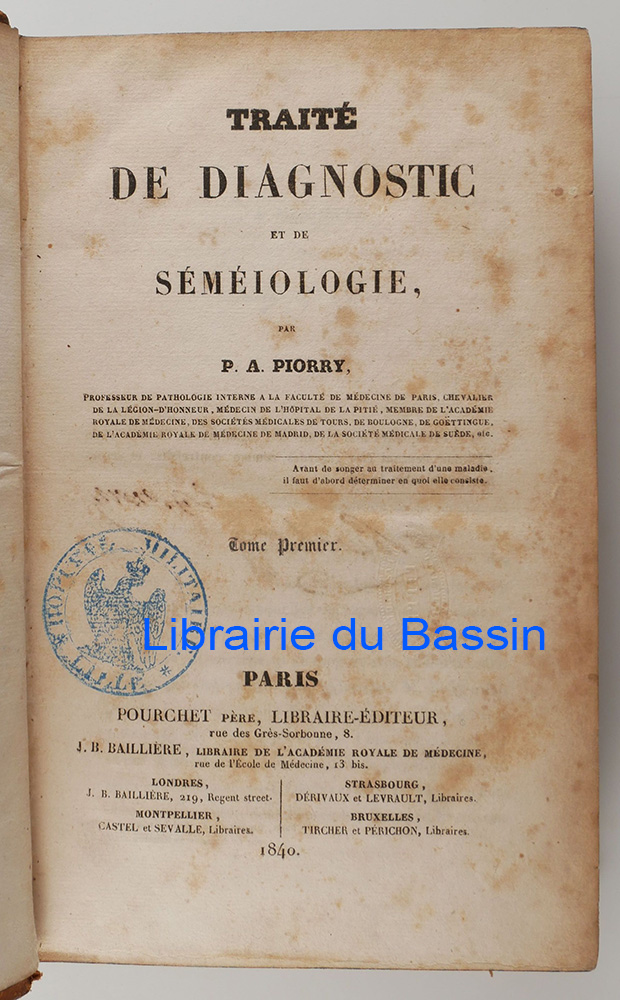 TRAITÉ
DE DIAGNOSTIC
ET DE
SÉMÉIOLOGIE,
PAR
P. A. PIORRY,
PROFESSEUR DE PATHOLOGIE INTERNE A LA FACULTÉ DE MÉDECINE DE PARIS, CHEVALIER
DE LA LÉGION-D'HONNEUR, MÉDECIN DE L'HÔPITAL DE LA PITIÉ, MEMBRE DE L'ACADÉMIE
ROYALE DE MÉDECINE, DES SOCIÉTÉS MÉDICALES DE TOURS, DE BOULOGNE, DE GOËTTINGUE,
DE L'ACADÉMIE ROYALE DE MÉDECINE DE MADRID, DE LA SOCIÉTÉ MÉDICALE DE SUÈDE, etc.
Avant de songer au traitement d'une maladie,
il faut d'abord déterminer en quoi elle consiste.
Tome Premier.
HÔPITAL MILITAIRE
LILLE
Librairie du Bassin
PARIS
POURCHET PÈRE, LIBRAIRE-ÉDITEUR,
rue des Grès-Sorbonne, 8.
J. B. BAILLIÈRE, LIBRAIRE DE L'ACADÉMIE ROYALE DE MÉDECINE,
rue de l'École de Médecine, 13 bis.
LONDRES,
J. B. BAILLIÈRE, 219, Regent street.
MONTPELLIER,
CASTEL et SEVALLE, Libraires.
STRASBOURG,
DÉRIVAUX et LEVRAULT, Libraires.
BRUXELLES,
TIRCHER et PÉRICHON, Libraires.
1840.